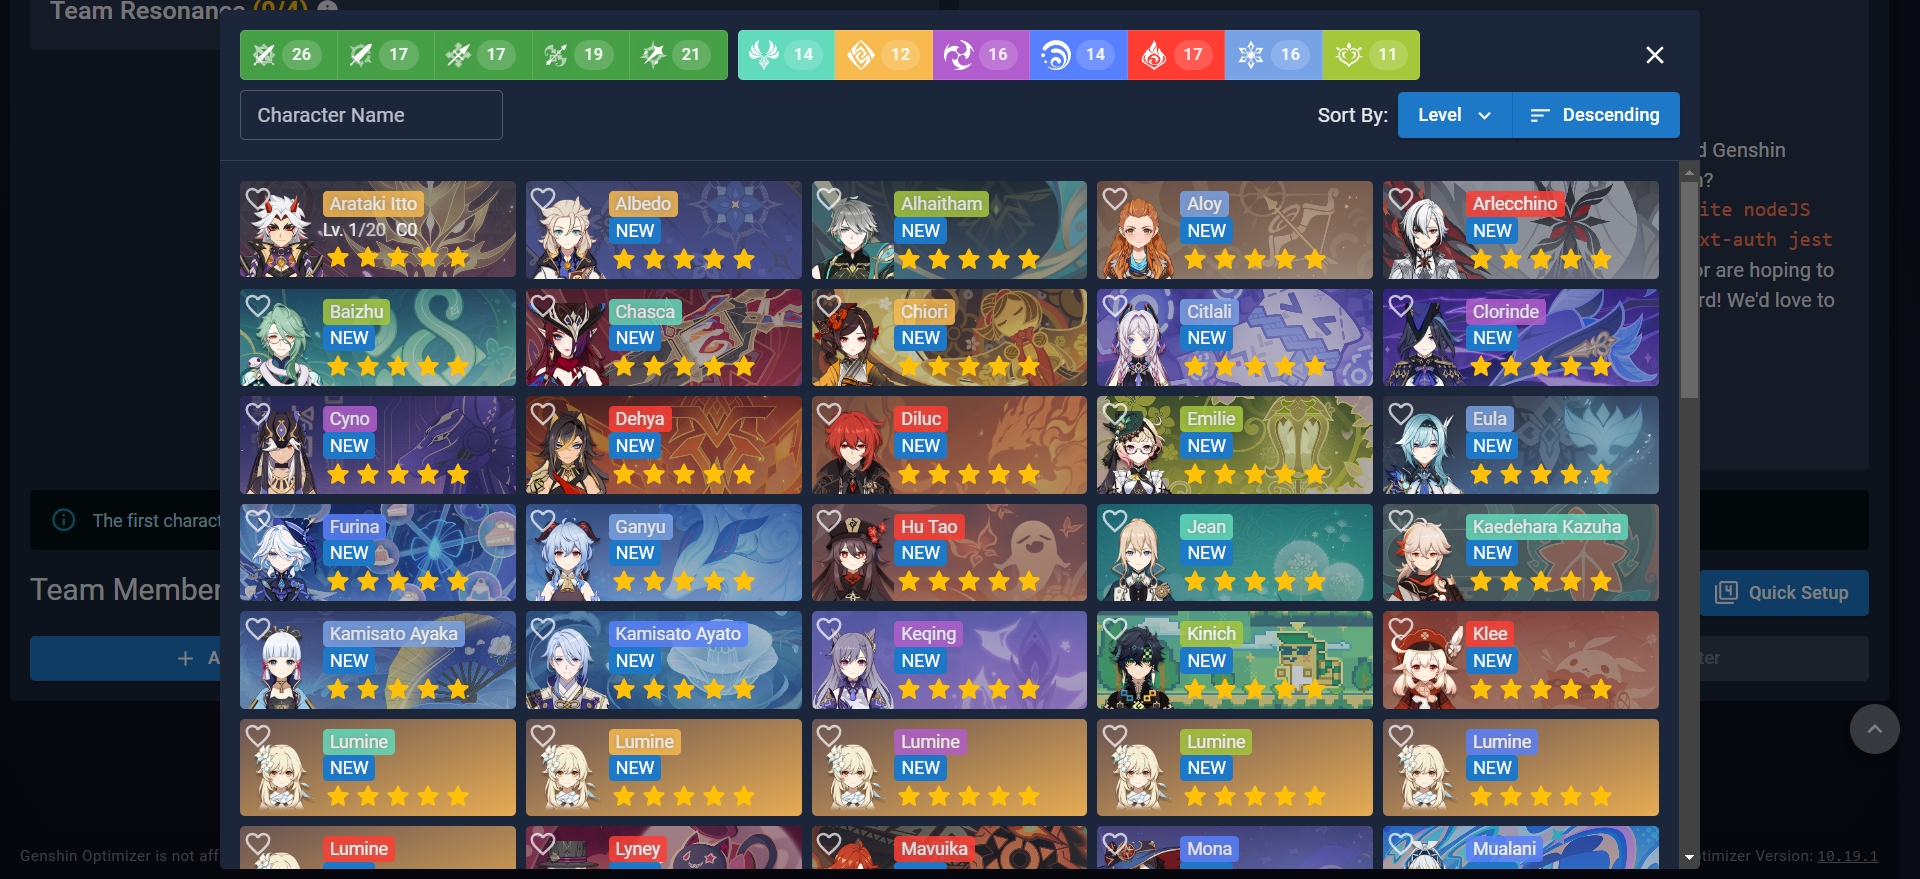 Team Resonance (0/4)
26 17 17 19 21 14 12 16 14 17 16 11
Character Name
Sort By: Level Descending
Arataki Itto
Lv. 1/20 C0
Albedo
NEW
Alhaitham
NEW
Aloy
NEW
Arlecchino
NEW
Baizhu
NEW
Chasca
NEW
Chiori
NEW
Citlali
NEW
Clorinde
NEW
Cyno
NEW
Dehya
NEW
Diluc
NEW
Emilie
NEW
Eula
NEW
Furina
NEW
Ganyu
NEW
Hu Tao
NEW
Jean
NEW
Kaedehara Kazuha
NEW
Kamisato Ayaka
NEW
Kamisato Ayato
NEW
Keqing
NEW
Kinich
NEW
Klee
NEW
Lumine
NEW
Lumine
NEW
Lumine
NEW
Lumine
NEW
Lumine
NEW
Lumine
Lyney
Mavuika
Mona
Mualani
d Genshin
?
ite nodeJS
xt-auth jest
or are hoping to
rd! We'd love to
The first charact
Team Member
Quick Setup
+ A
ter
Genshin Optimizer is not aff
timizer Version: 10.19.1